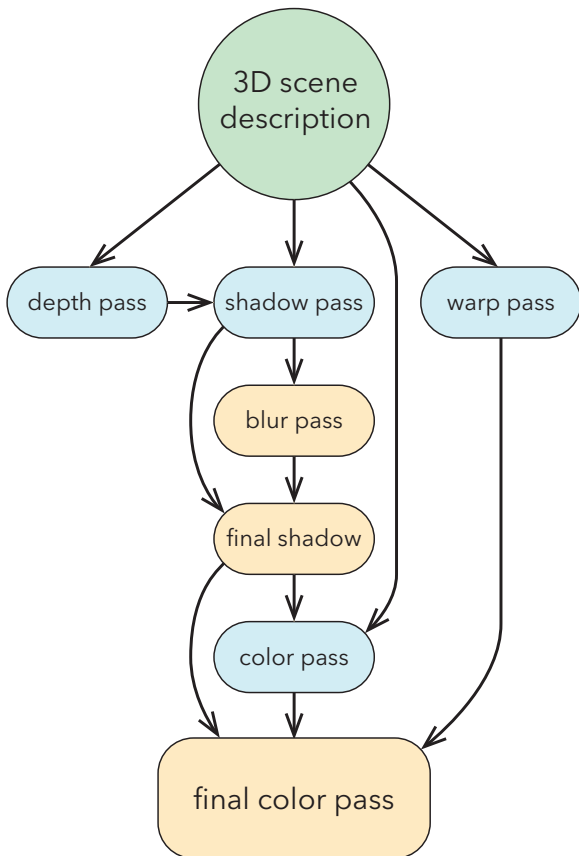 3D scene
description
depth pass
shadow pass
warp pass
blur pass
final shadow
color pass
final color pass